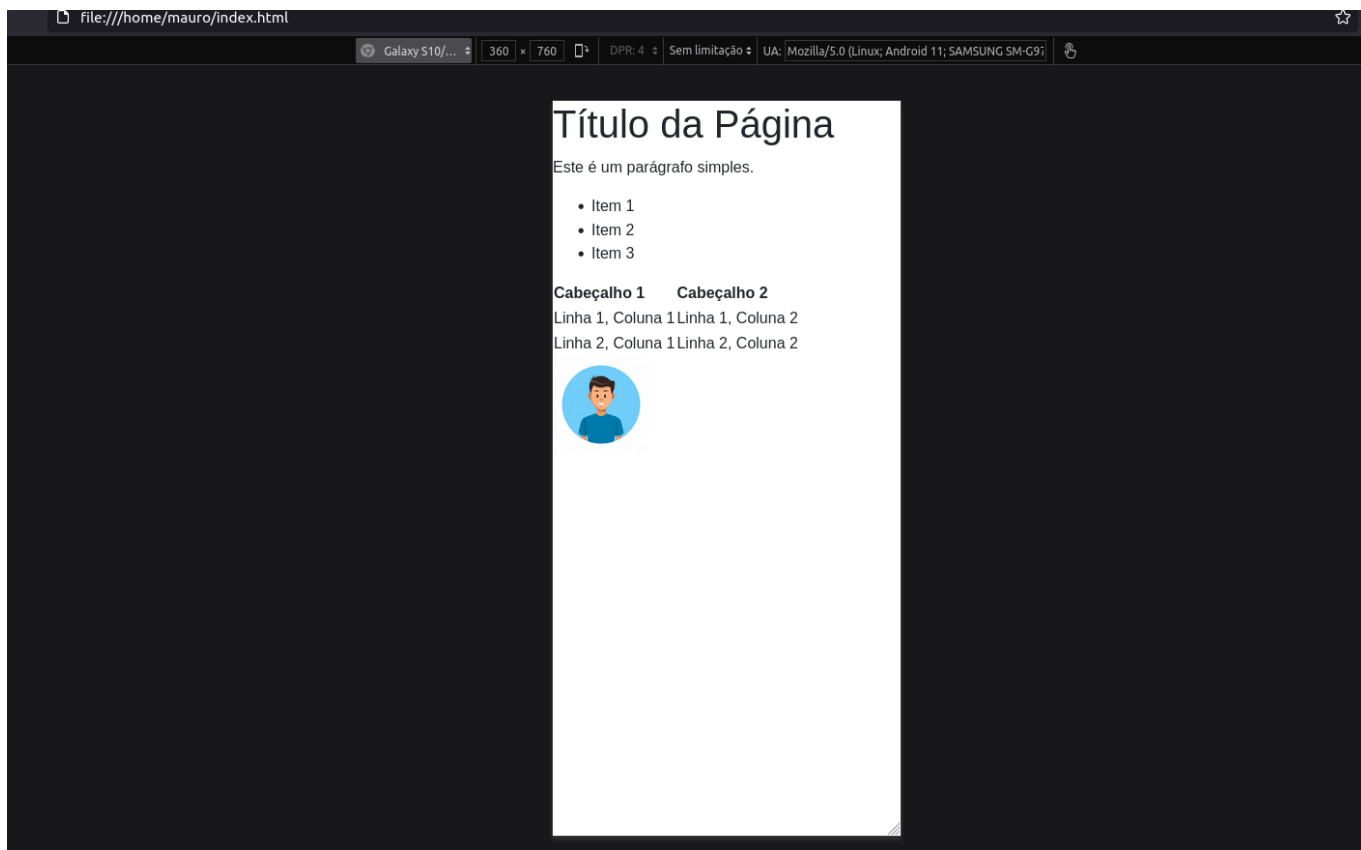 file:///home/mauro/index.html
Galaxy S10/... 360 × 760 DPR: 4 Sem limitação UA: Mozilla/5.0 (Linux; Android 11; SAMSUNG SM-G97
Título da Página
Este é um parágrafo simples.
• Item 1
• Item 2
• Item 3
Cabeçalho 1 Cabeçalho 2
Linha 1, Coluna 1 Linha 1, Coluna 2
Linha 2, Coluna 1 Linha 2, Coluna 2